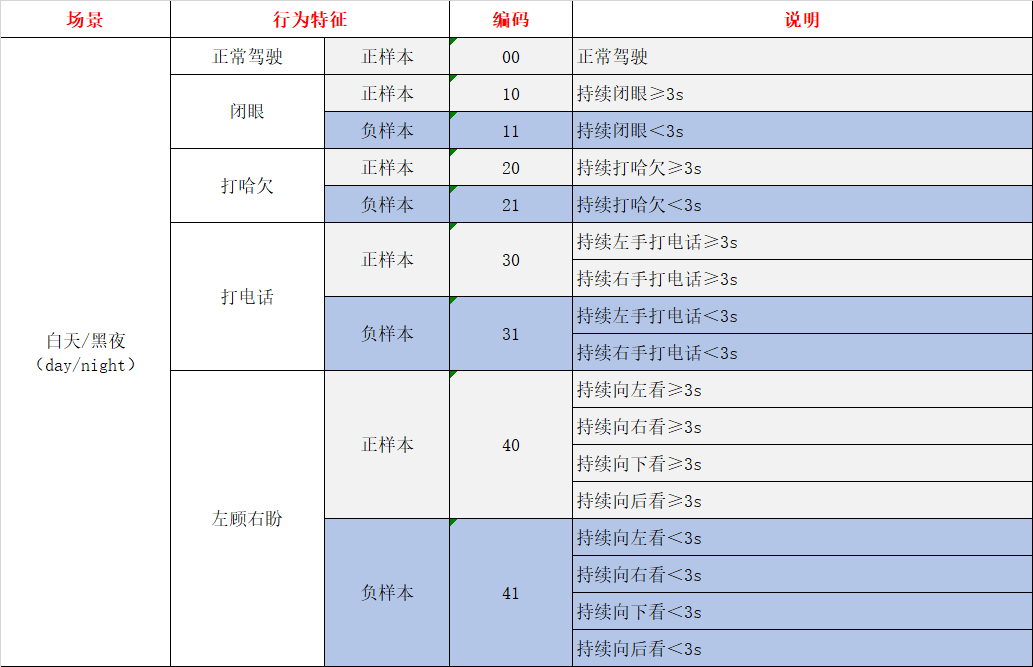 场景 行为特征 编码 说明
白天/黑夜
（day/night）
正常驾驶 正样本 00 正常驾驶
闭眼 正样本 10 持续闭眼≥3s
负样本 11 持续闭眼＜3s
打哈欠 正样本 20 持续打哈欠≥3s
负样本 21 持续打哈欠＜3s
打电话 正样本 30 持续左手打电话≥3s
持续右手打电话≥3s
负样本 31 持续左手打电话＜3s
持续右手打电话＜3s
左顾右盼 正样本 40 持续向左看≥3s
持续向右看≥3s
持续向下看≥3s
持续向后看≥3s
负样本 41 持续向左看＜3s
持续向右看＜3s
持续向下看＜3s
持续向后看＜3s